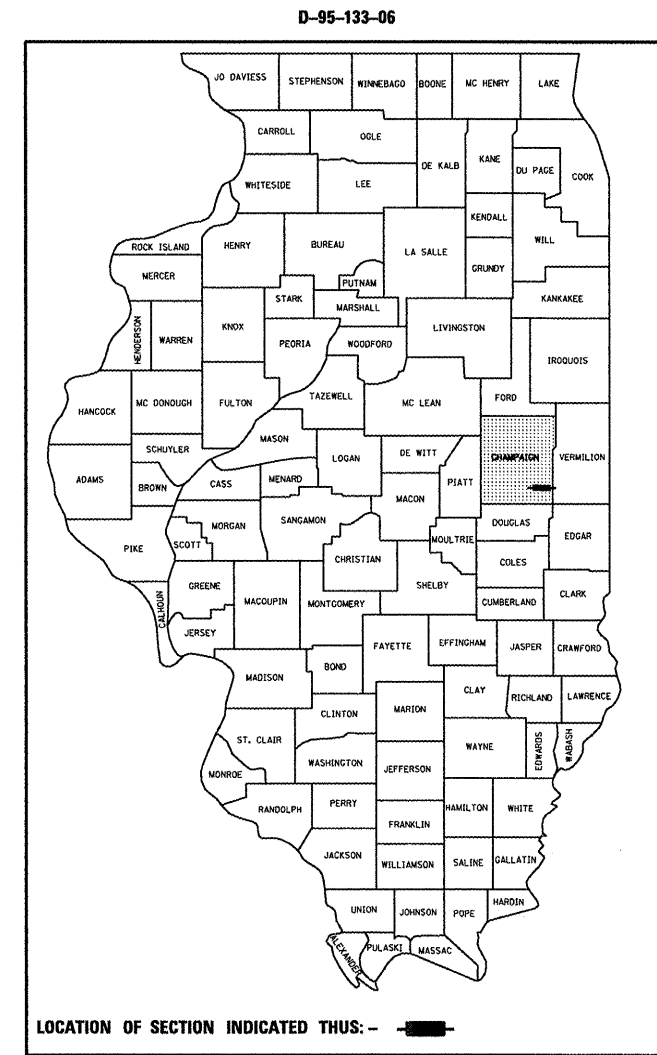 D-95-133-06
JO DAVIESS STEPHENSON WINNEBAGO BOONE MC HENRY LAKE
CARROLL OGLE
DE KALB KANE DU PAGE COOK
WHITESIDE LEE
KENDALL
ROCK ISLAND HENRY BUREAU LA SALLE WILL
MERCER GRUNDY
PUTNAM
STARK MARSHALL KANKAKEE
HENDERSON WARREN KNOX PEORIA WOODFORD LIVINGSTON IROQUOIS
HANCOCK MC DONOUGH FULTON TAZEWELL MC LEAN FORD
MASON
SCHUYLER LOGAN DE WITT CHAMPAIGN VERMILION
ADAMS BROWN CASS MENARD MACON PIATT
MORGAN SANGAMON DOUGLAS
PIKE SCOTT CHRISTIAN MOULTRIE COLES EDGAR
GREENE MACOUPIN MONTGOMERY SHELBY CUMBERLAND CLARK
CALHOUN JERSEY
FAYETTE EFFINGHAM JASPER CRAWFORD
MADISON BOND
CLAY RICHLAND LAWRENCE
CLINTON MARION
ST. CLAIR WAYNE EDWARDS WABASH
MONROE WASHINGTON JEFFERSON
RANDOLPH PERRY HAMILTON WHITE
FRANKLIN
JACKSON WILLIAMSON SALINE GALLATIN
UNION JOHNSON POPE HARDIN
ALEXANDER PULASKI MASSAC
LOCATION OF SECTION INDICATED THUS: -